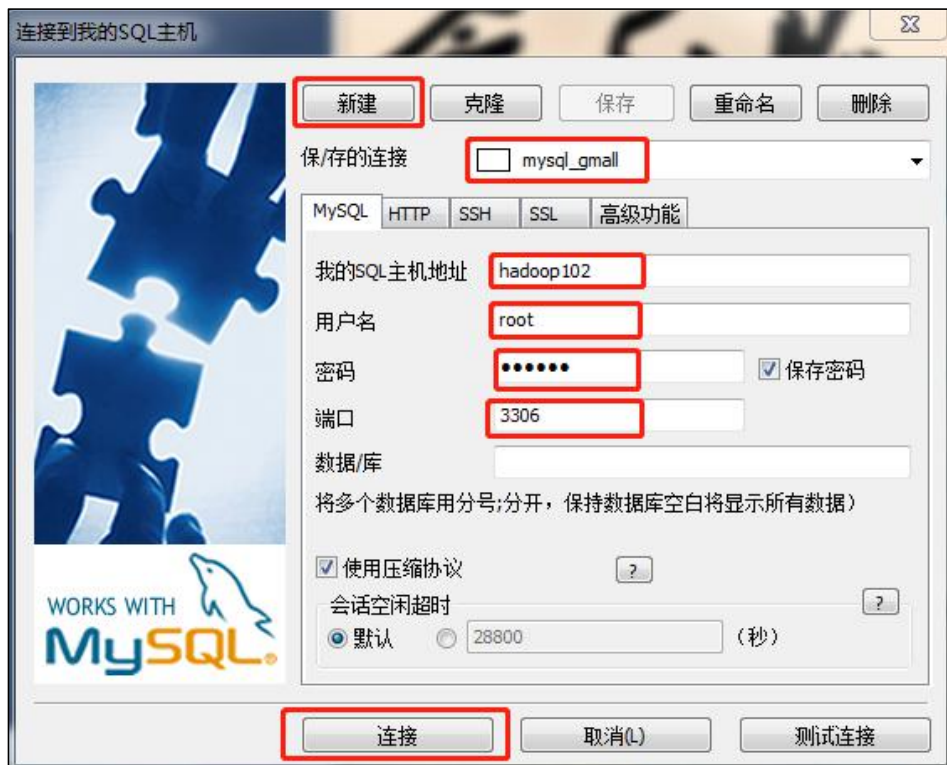 连接到我的SQL主机
新建 克隆 保存 重命名 删除
保/存的连接 mysql_gmall
MySQL HTTP SSH SSL 高级功能
我的SQL主机地址 hadoop102
用户名 root
密码 •••••• 保存密码
端口 3306
数据/库
将多个数据库用分号;分开，保持数据库空白将显示所有数据）
使用压缩协议 ?
会话空闲超时 ?
默认 28800 (秒)
WORKS WITH
MySQL®
连接 取消(L) 测试连接